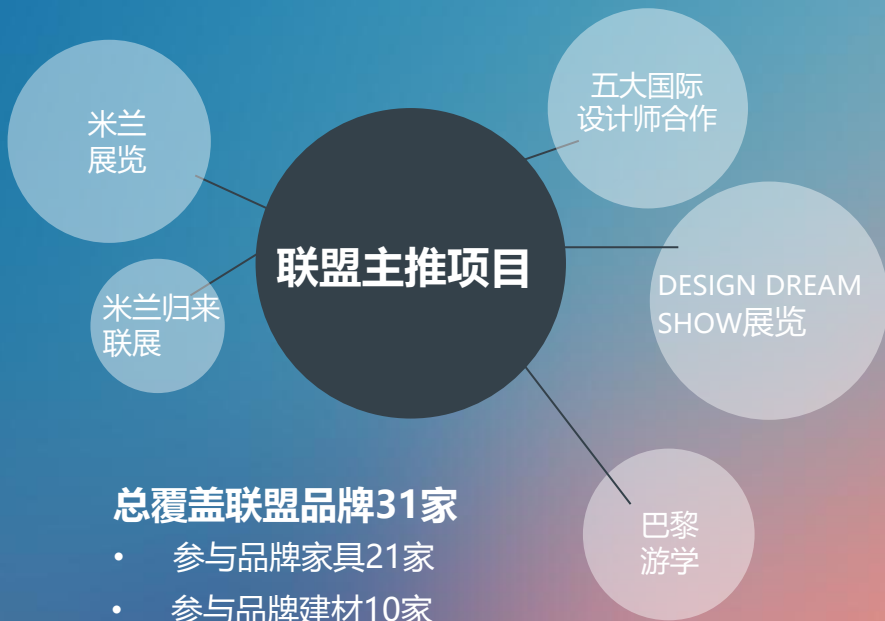 米兰
展览
五大国际
设计师合作
联盟主推项目
DESIGN DREAM
SHOW展览
米兰归来
联展
巴黎
游学
总覆盖联盟品牌31家
• 参与品牌家具21家
• 参与品牌建材10家